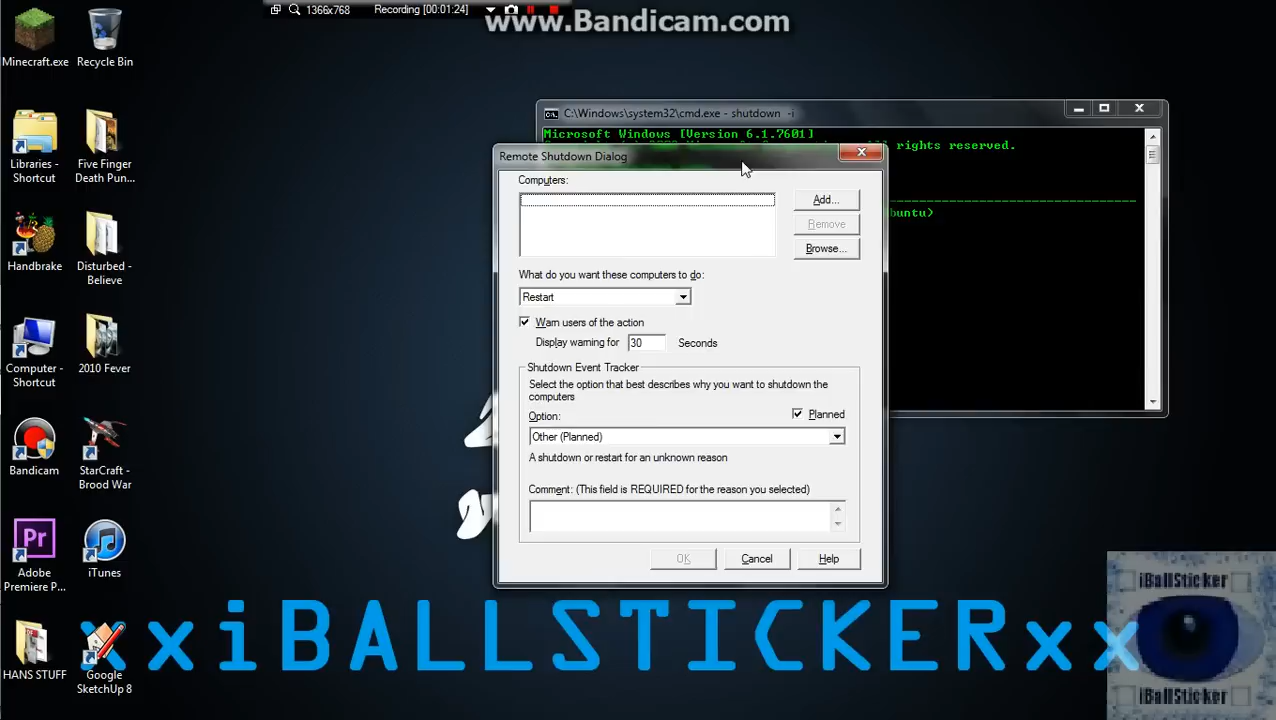 1366x768 Recording [00:01:24]
www.Bandicam.com
Minecraft.exe
Recycle Bin
Libraries -
Shortcut
Five Finger
Death Pun...
Handbrake
Disturbed -
Believe
Computer -
Shortcut
2010 Fever
Bandicam
StarCraft -
Brood War
Pr
Adobe
Premiere P...
iTunes
HANS STUFF
Google
SketchUp 8
C:\Windows\system32\cmd.exe - shutdown -i
Microsoft Windows [Version 6.1.7601]
rights reserved.
buntu)
Remote Shutdown Dialog
Computers:
Add...
Remove
Browse...
What do you want these computers to do:
Restart
Warn users of the action
Display warning for 30 Seconds
Shutdown Event Tracker
Select the option that best describes why you want to shutdown the
computers
Option:
Planned
Other (Planned)
A shutdown or restart for an unknown reason
Comment: (This field is REQUIRED for the reason you selected)
OK
Cancel
Help
xxiBALLSTICKERxx
iBallSticker
iBallSticker